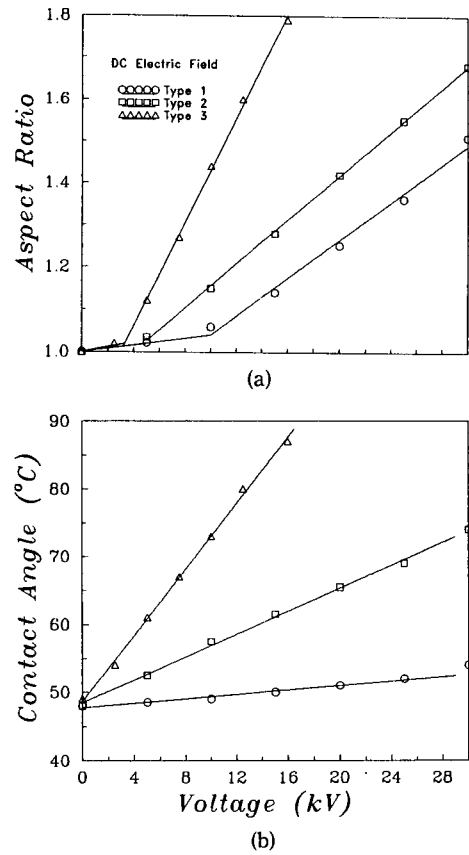 1.8
DC Electric Field
Type 1
1.6
Type 2
Type 3
Aspect Ratio
1.4
1.2
1.0
(a)
90
80
Contact Angle (°C)
70
60
50
40
0 4 8 12 16 20 24 28
Voltage (kV)
(b)